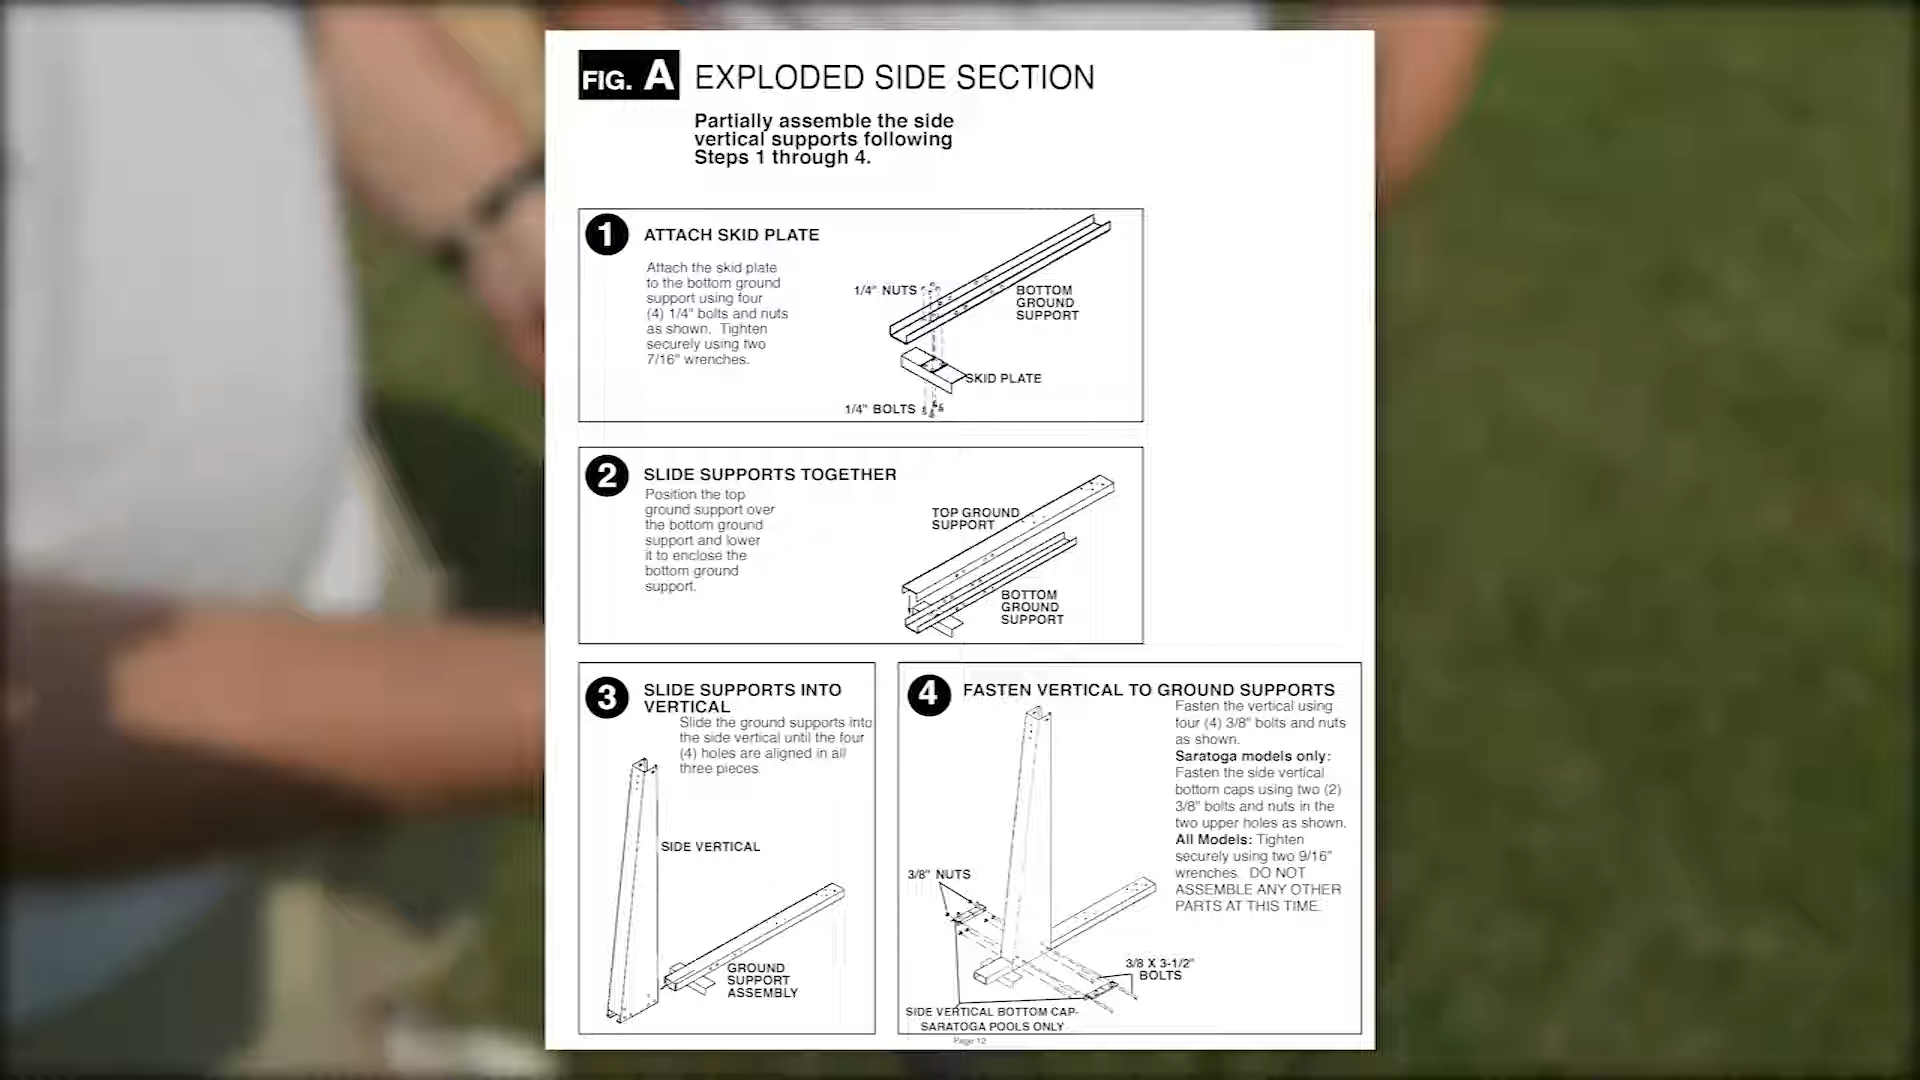 FIG. A EXPLODED SIDE SECTION
Partially assemble the side
vertical supports following
Steps 1 through 4.
1 ATTACH SKID PLATE
Attach the skid plate
to the bottom ground
support using four
(4) 1/4" bolts and nuts
as shown. Tighten
securely using two
7/16" wrenches.
1/4" NUTS
BOTTOM
GROUND
SUPPORT
SKID PLATE
1/4" BOLTS
2 SLIDE SUPPORTS TOGETHER
Position the top
ground support over
the bottom ground
support and lower
it to enclose the
bottom ground
support.
TOP GROUND
SUPPORT
BOTTOM
GROUND
SUPPORT
3 SLIDE SUPPORTS INTO
VERTICAL
Slide the ground supports into
the side vertical until the four
(4) holes are aligned in all
three pieces
SIDE VERTICAL
GROUND
SUPPORT
ASSEMBLY
4 FASTEN VERTICAL TO GROUND SUPPORTS
Fasten the vertical using
four (4) 3/8" bolts and nuts
as shown.
Saratoga models only:
Fasten the side vertical
bottom caps using two (2)
3/8" bolts and nuts in the
two upper holes as shown.
All Models: Tighten
securely using two 9/16"
wrenches. DO NOT
ASSEMBLE ANY OTHER
PARTS AT THIS TIME.
3/8" NUTS
3/8 X 3-1/2"
BOLTS
SIDE VERTICAL BOTTOM CAP-
SARATOGA POOLS ONLY
Page 12